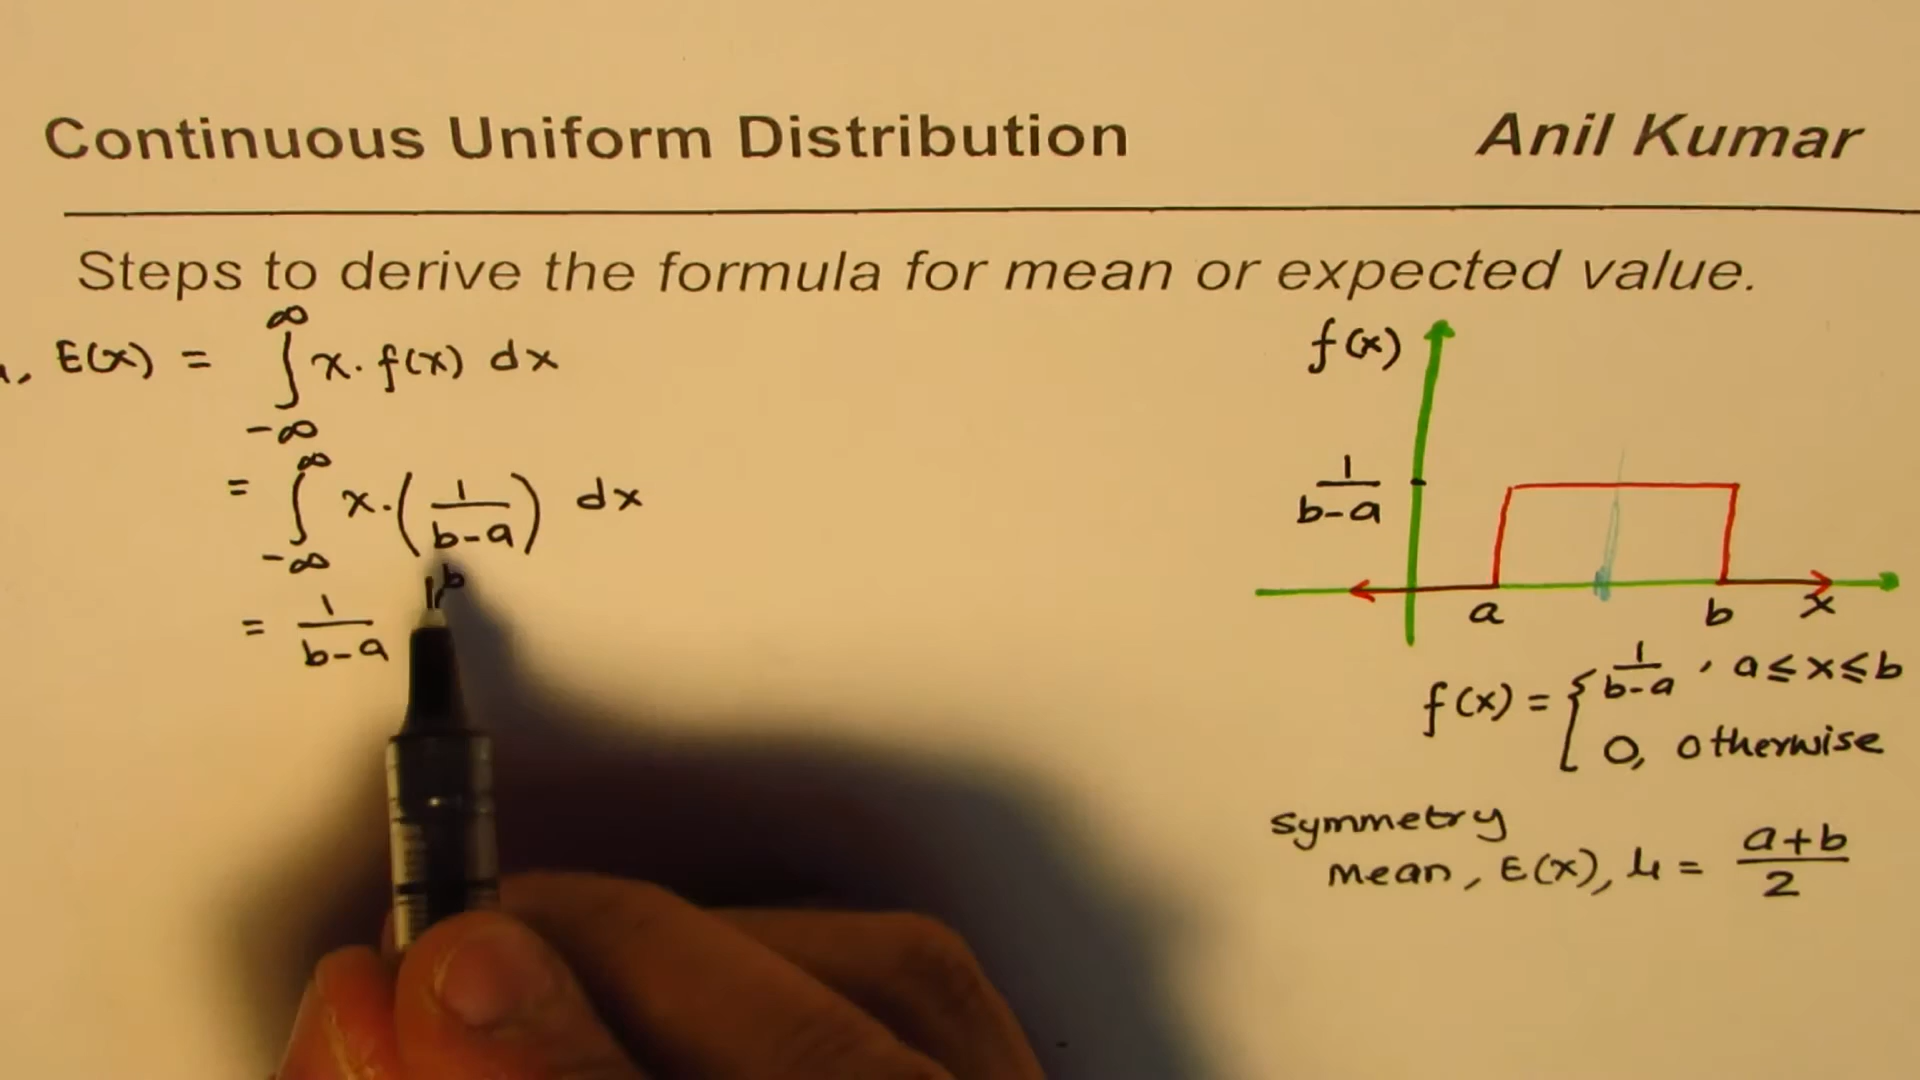 Continuous Uniform Distribution Anil Kumar
Steps to derive the formula for mean or expected value.
E(x) = ∫_{-∞}^{∞} x · f(x) dx
= ∫_{-∞}^{∞} x · (1/(b-a)) dx
= 1/(b-a) b
f(x)
1/(b-a)
a b x
f(x) = { 1/(b-a) , a ≤ x ≤ b
0, otherwise
symmetry
mean, E(x), μ = (a+b)/2